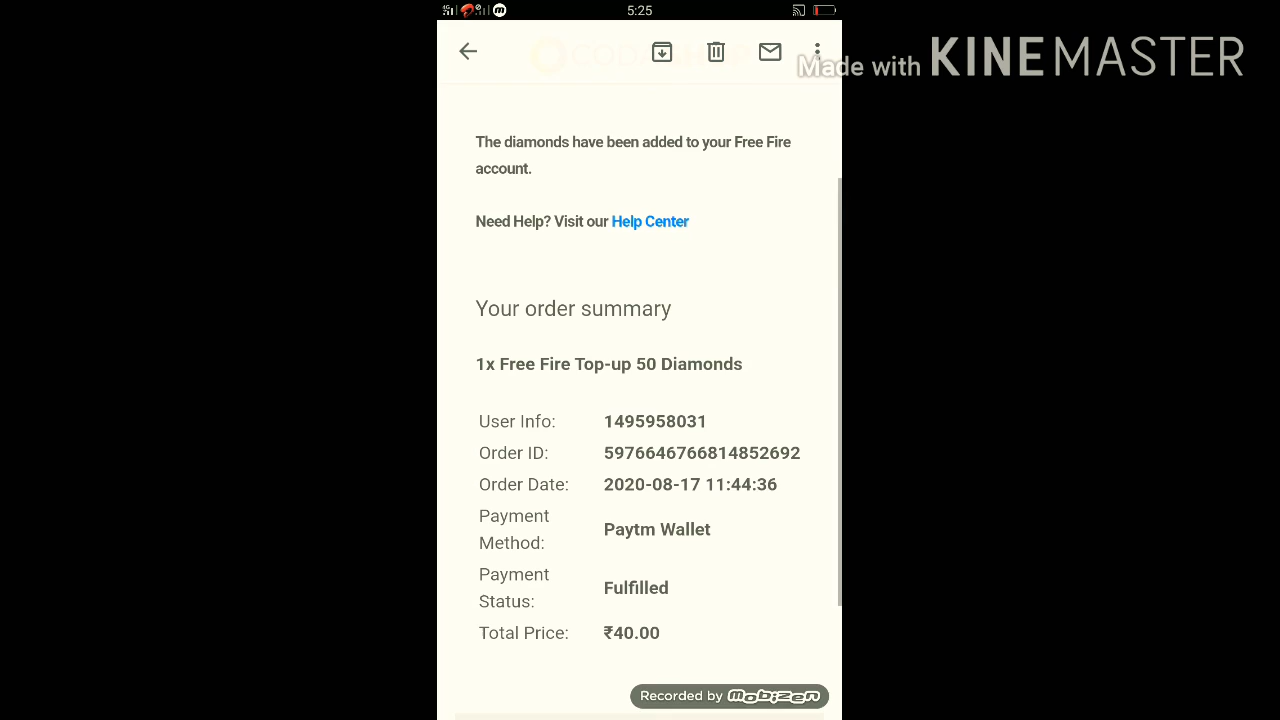 4G
5:25
CODASHOP
Made with KINEMASTER
The diamonds have been added to your Free Fire
account.
Need Help? Visit our Help Center
Your order summary
1x Free Fire Top-up 50 Diamonds
User Info: 1495958031
Order ID: 5976646766814852692
Order Date: 2020-08-17 11:44:36
Payment
Method: Paytm Wallet
Payment
Status: Fulfilled
Total Price: ₹40.00
Recorded by mobizen